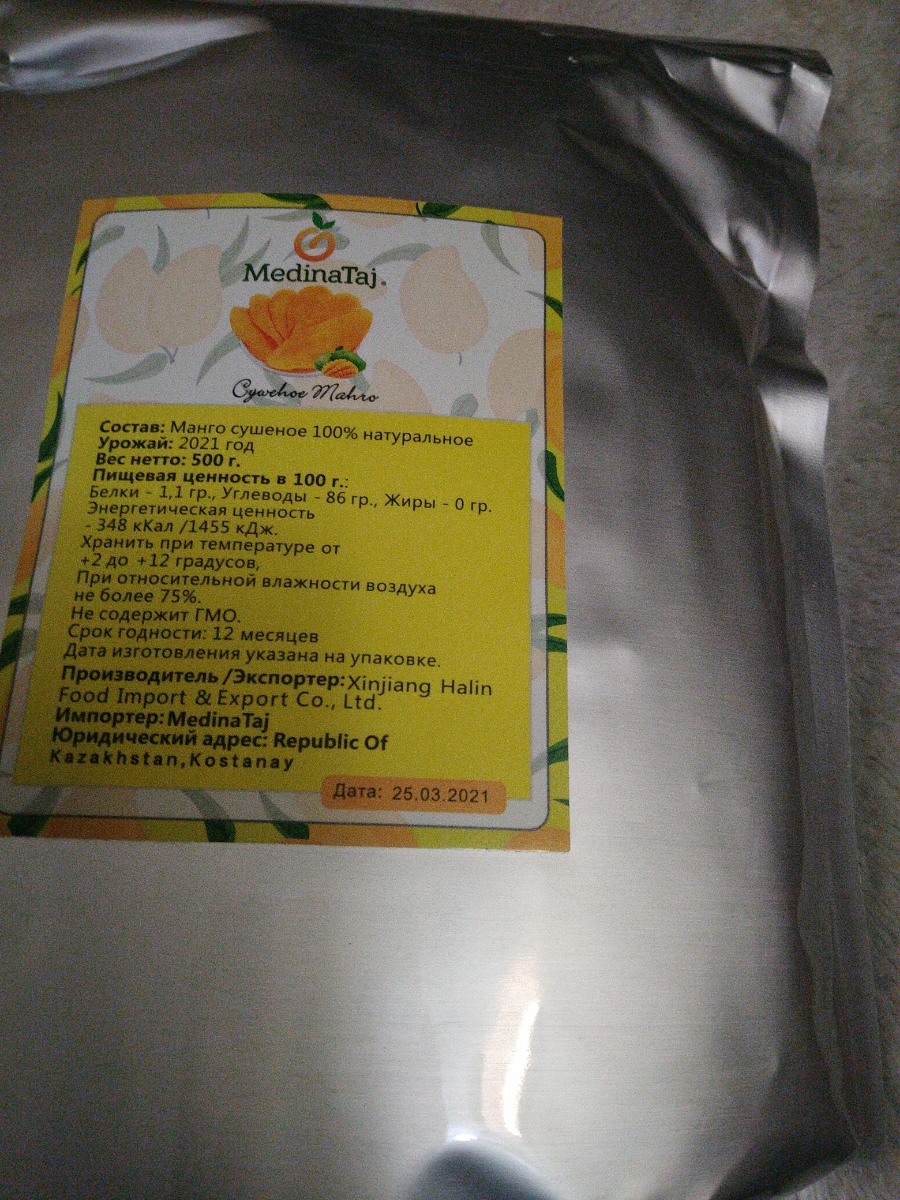 MedinaTaj®
Сушеное Манго
Состав: Манго сушеное 100% натуральное
Урожай: 2021 год
Вес нетто: 500 г.
Пищевая ценность в 100 г.:
Белки - 1,1 гр., Углеводы - 86 гр., Жиры - 0 гр.
Энергетическая ценность
- 348 кКал /1455 кДж.
Хранить при температуре от
+2 до +12 градусов,
При относительной влажности воздуха
не более 75%.
Не содержит ГМО.
Срок годности: 12 месяцев
Дата изготовления указана на упаковке.
Производитель /Экспортер: Xinjiang Halin
Food Import & Export Co., Ltd.
Импортер: MedinaTaj
Юридический адрес: Republic Of
Kazakhstan,Kostanay
Дата: 25.03.2021